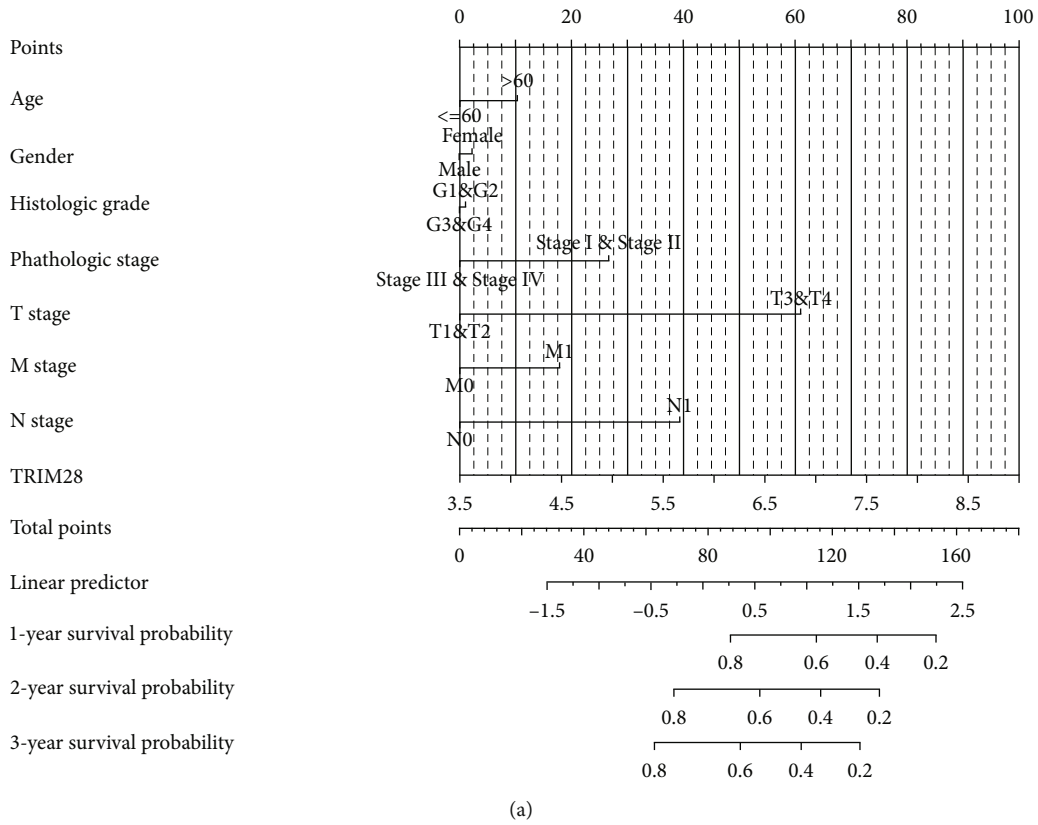 0 20 40 60 80 100
Points
>60
Age
<=60
Female
Gender
Male
G1&G2
Histologic grade
G3&G4
Stage I & Stage II
Phathologic stage
Stage III & Stage IV
T3&T4
T stage
T1&T2
M1
M stage
M0
N1
N stage
N0
TRIM28
3.5 4.5 5.5 6.5 7.5 8.5
Total points
0 40 80 120 160
Linear predictor
–1.5 –0.5 0.5 1.5 2.5
1-year survival probability
0.8 0.6 0.4 0.2
2-year survival probability
0.8 0.6 0.4 0.2
3-year survival probability
0.8 0.6 0.4 0.2
(a)